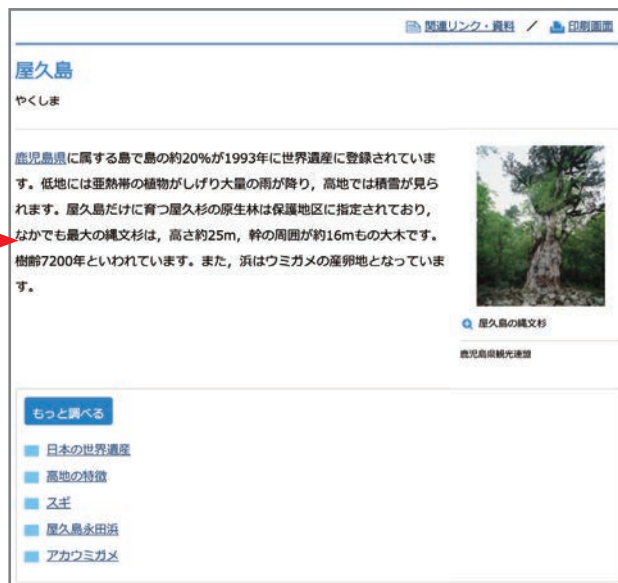 関連リンク・資料 / 印刷画面
屋久島
やくしま
鹿児島県に属する島で島の約20%が1993年に世界遺産に登録されていま
す。低地には亜熱帯の植物がしげり大量の雨が降り，高地では積雪が見ら
れます。屋久島だけに育つ屋久杉の原生林は保護地区に指定されており，
なかでも最大の縄文杉は，高さ約25m，幹の周囲が約16mもの大木です。
樹齢7200年といわれています。また，浜はウミガメの産卵地となっていま
す。
屋久島の縄文杉
鹿児島県観光連盟
もっと調べる
日本の世界遺産
高地の特徴
スギ
屋久島永田浜
アカウミガメ